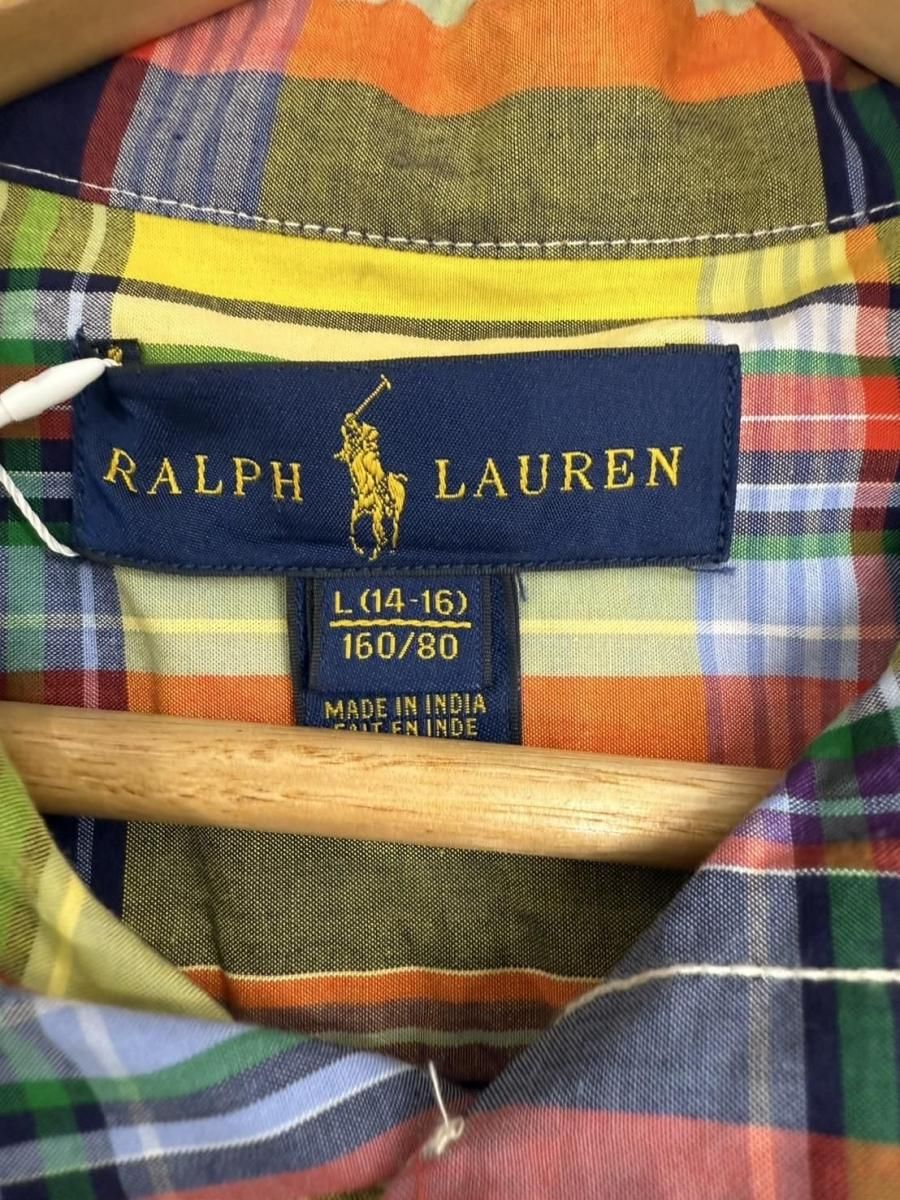 RALPH LAUREN
L (14-16)
160/80
MADE IN INDIA
FAIT EN INDE